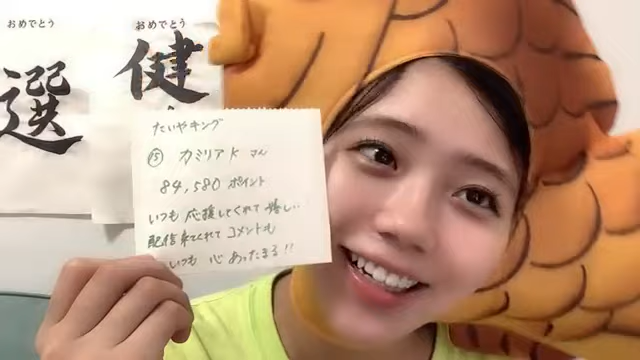 おめでとう
おめでとう
選
健
たいやキング
⑮ カミリアK さん
84,580 ポイント
いつも 応援してくれて 嬉しい
配信来てくれて コメントも
いつも 心 あったまる!!